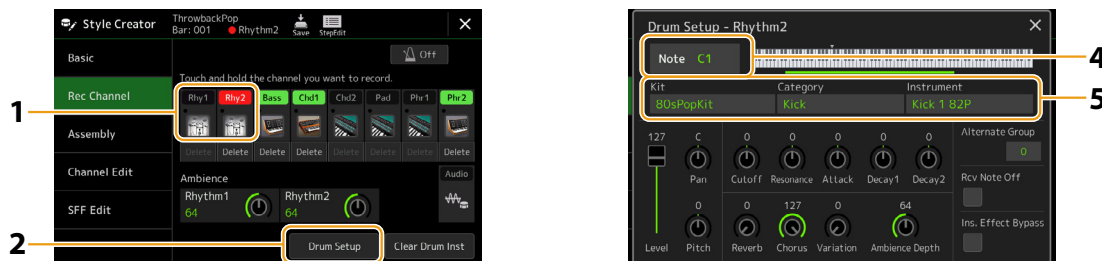 Style Creator
ThrowbackPop
Bar: 001 Rhythm2
Save StepEdit
×
Basic
Off
Touch and hold the channel you want to record.
Rec Channel
Rhy1 Rhy2 Bass Chd1 Chd2 Pad Phr1 Phr2
1
Assembly
Delete Delete Delete Delete Delete Delete Delete Delete
Channel Edit
Ambience
Audio
Rhythm1
64
Rhythm2
64
SFF Edit
2
Drum Setup
Clear Drum Inst
Drum Setup - Rhythm2
×
Note C1
4
Kit Category Instrument
80sPopKit Kick Kick 1 82P
5
127 C 0 0 0 0 0
Alternate Group
0
Pan Cutoff Resonance Attack Decay1 Decay2
Rcv Note Off
0 0 127 0 64
Ins. Effect Bypass
Level Pitch Reverb Chorus Variation Ambience Depth